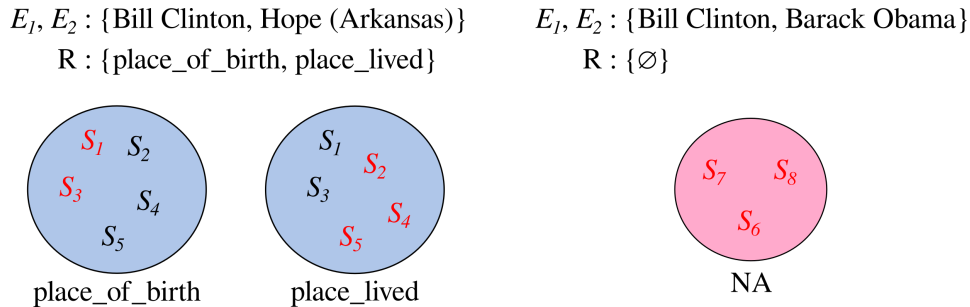 E₁, E₂ : {Bill Clinton, Hope (Arkansas)}
R : {place_of_birth, place_lived}
S₁ S₂
S₃ S₄
S₅
place_of_birth
S₁ S₂
S₃ S₄
S₅
place_lived
E₁, E₂ : {Bill Clinton, Barack Obama}
R : {∅}
S₇ S₈
S₆
NA